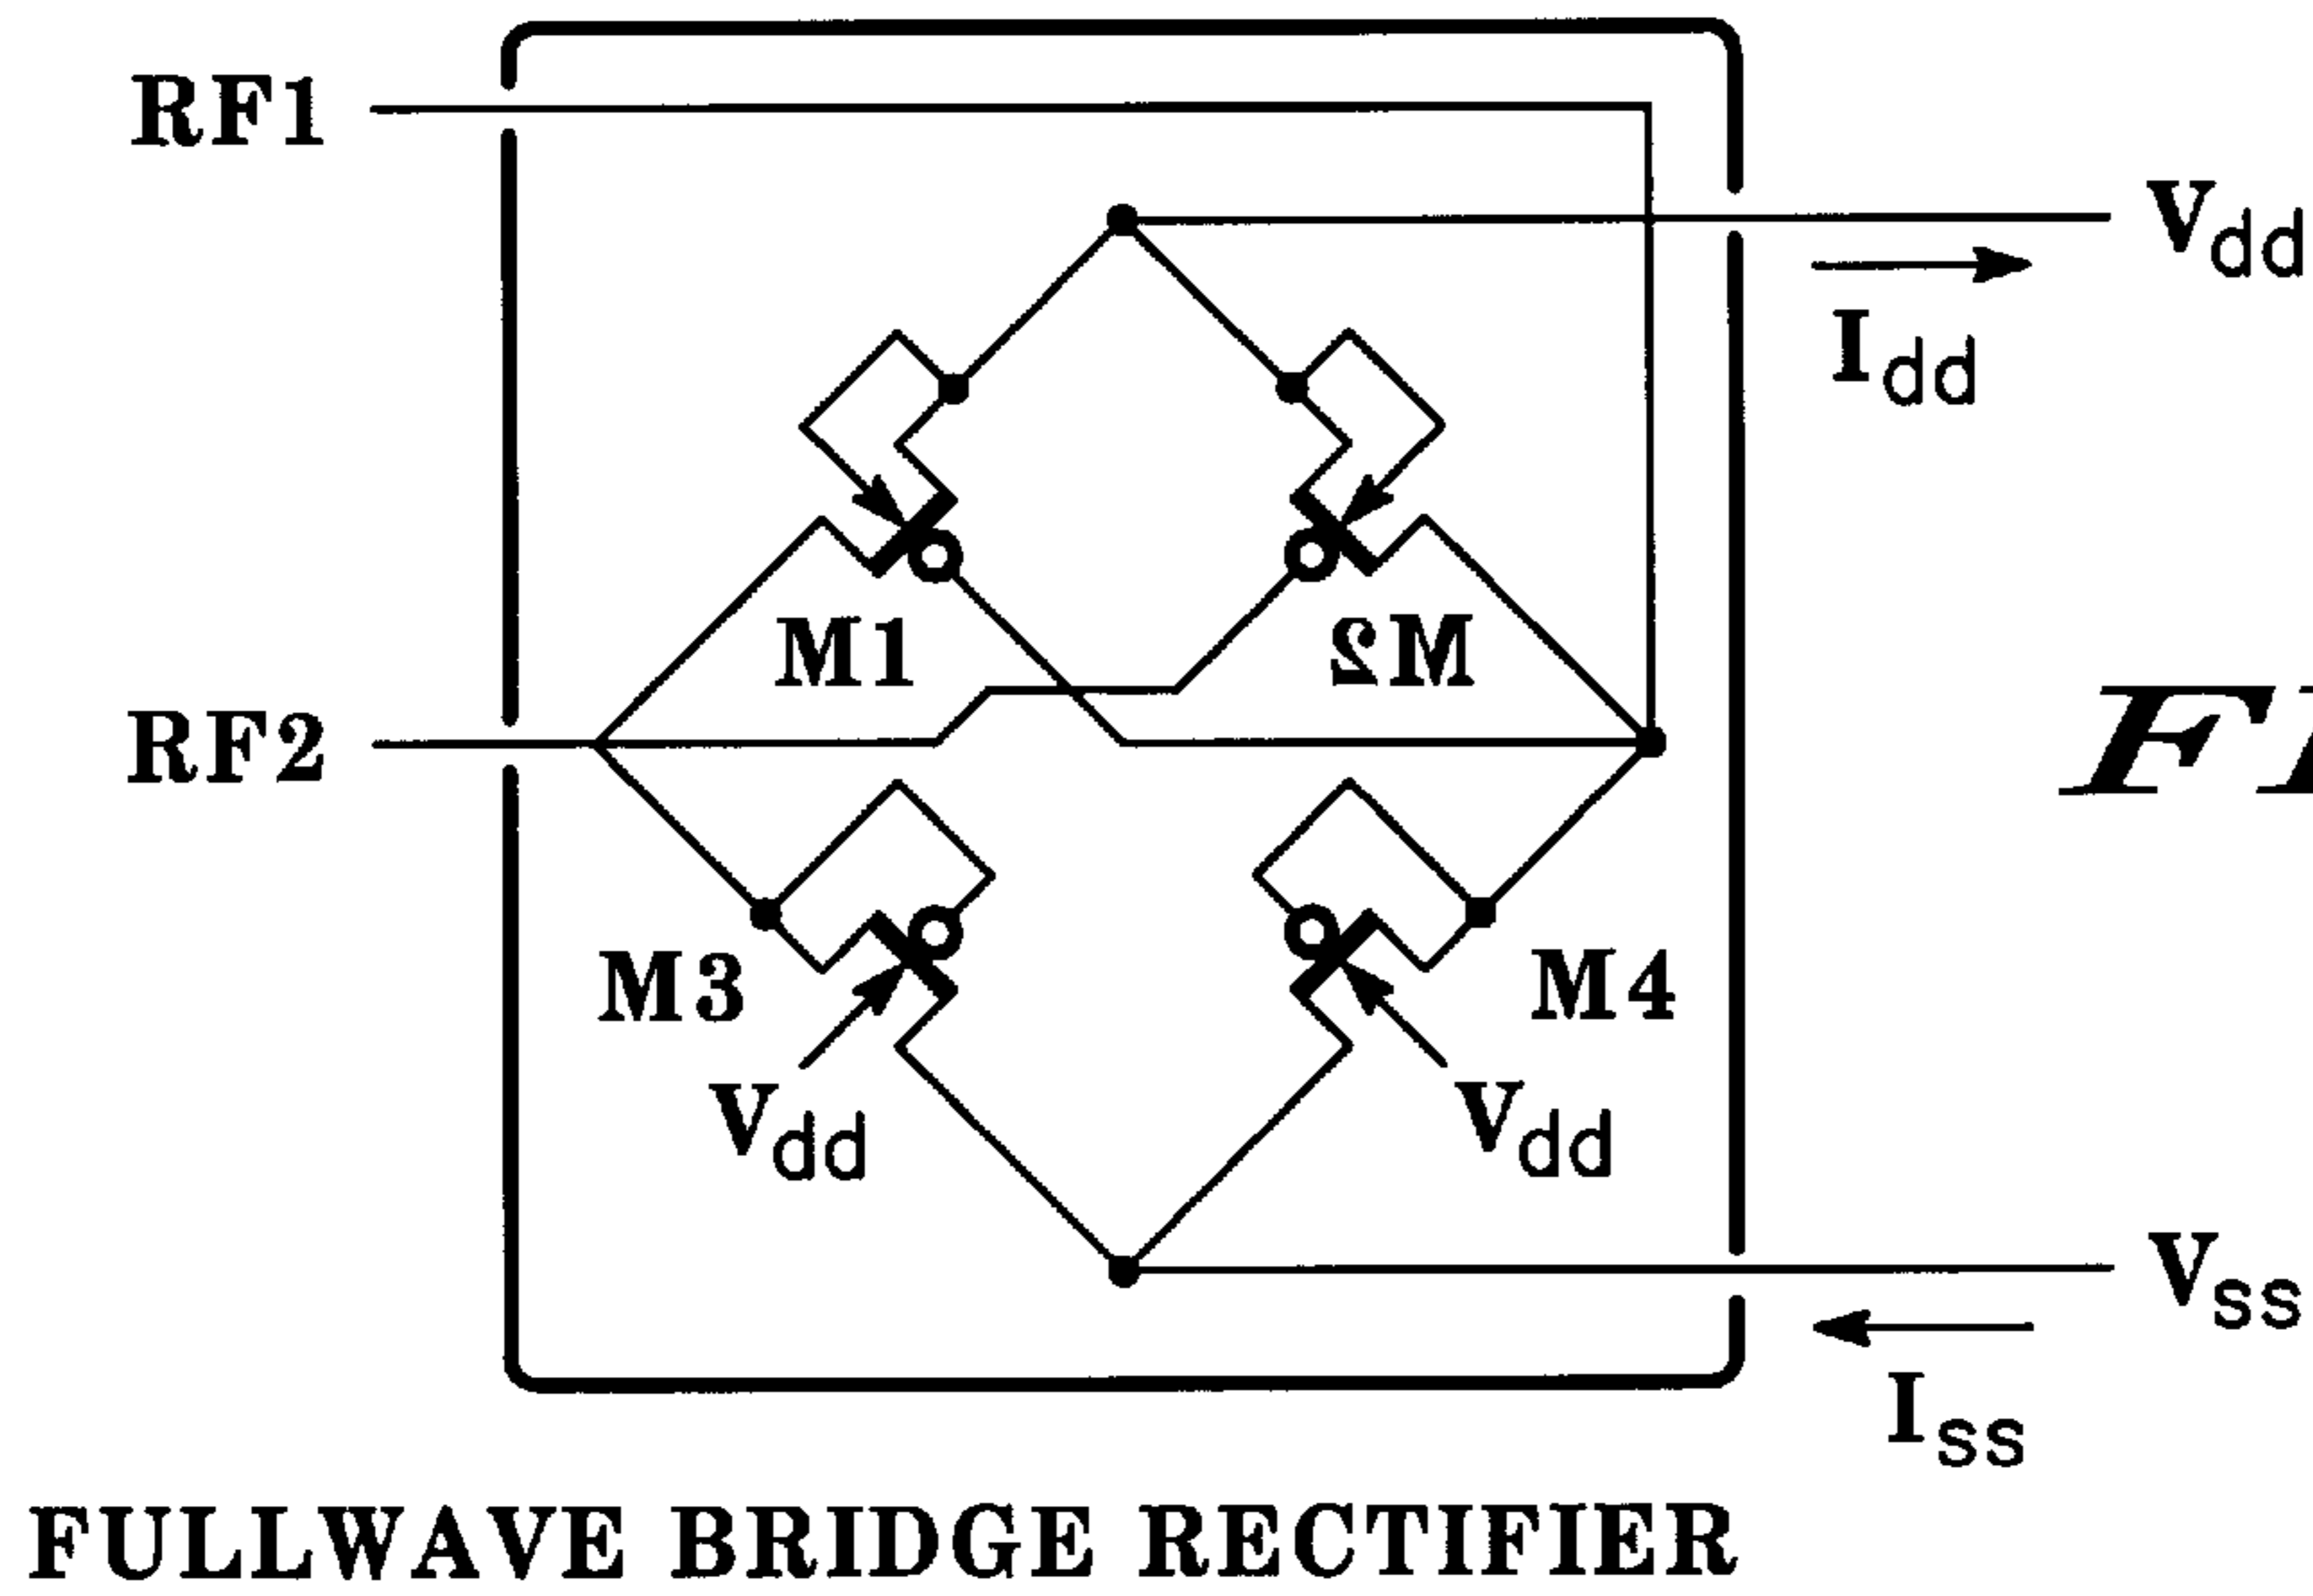 RF1
Vdd
Idd
M1
M2
RF2
M3
M4
Vdd
Vdd
Vss
Iss
FULLWAVE BRIDGE RECTIFIER